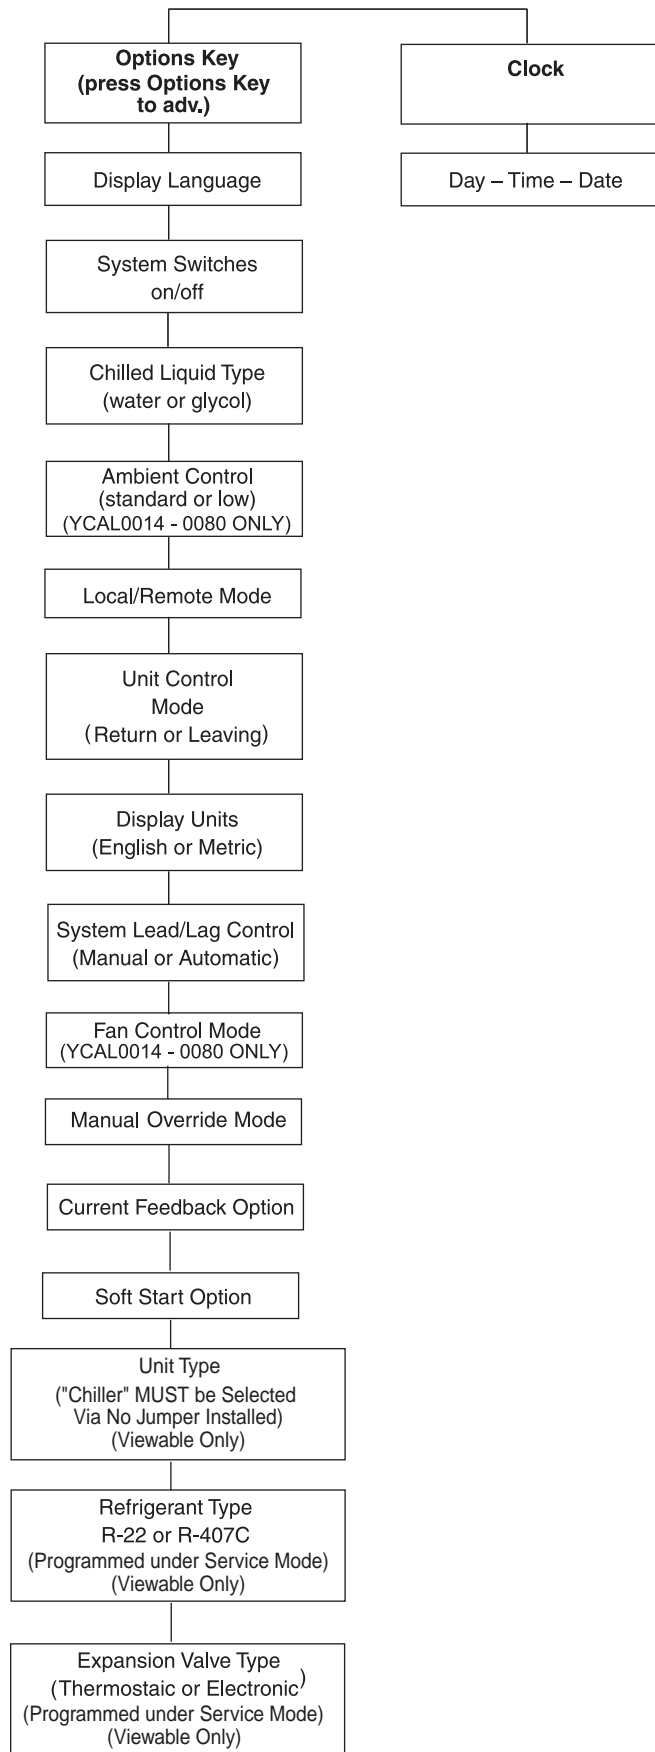 Options Key
(press Options Key
to adv.)
Clock
Display Language
Day – Time – Date
System Switches
on/off
Chilled Liquid Type
(water or glycol)
Ambient Control
(standard or low)
(YCAL0014 - 0080 ONLY)
Local/Remote Mode
Unit Control
Mode
(Return or Leaving)
Display Units
(English or Metric)
System Lead/Lag Control
(Manual or Automatic)
Fan Control Mode
(YCAL0014 - 0080 ONLY)
Manual Override Mode
Current Feedback Option
Soft Start Option
Unit Type
("Chiller" MUST be Selected
Via No Jumper Installed)
(Viewable Only)
Refrigerant Type
R-22 or R-407C
(Programmed under Service Mode)
(Viewable Only)
Expansion Valve Type
(Thermostaic or Electronic)
(Programmed under Service Mode)
(Viewable Only)